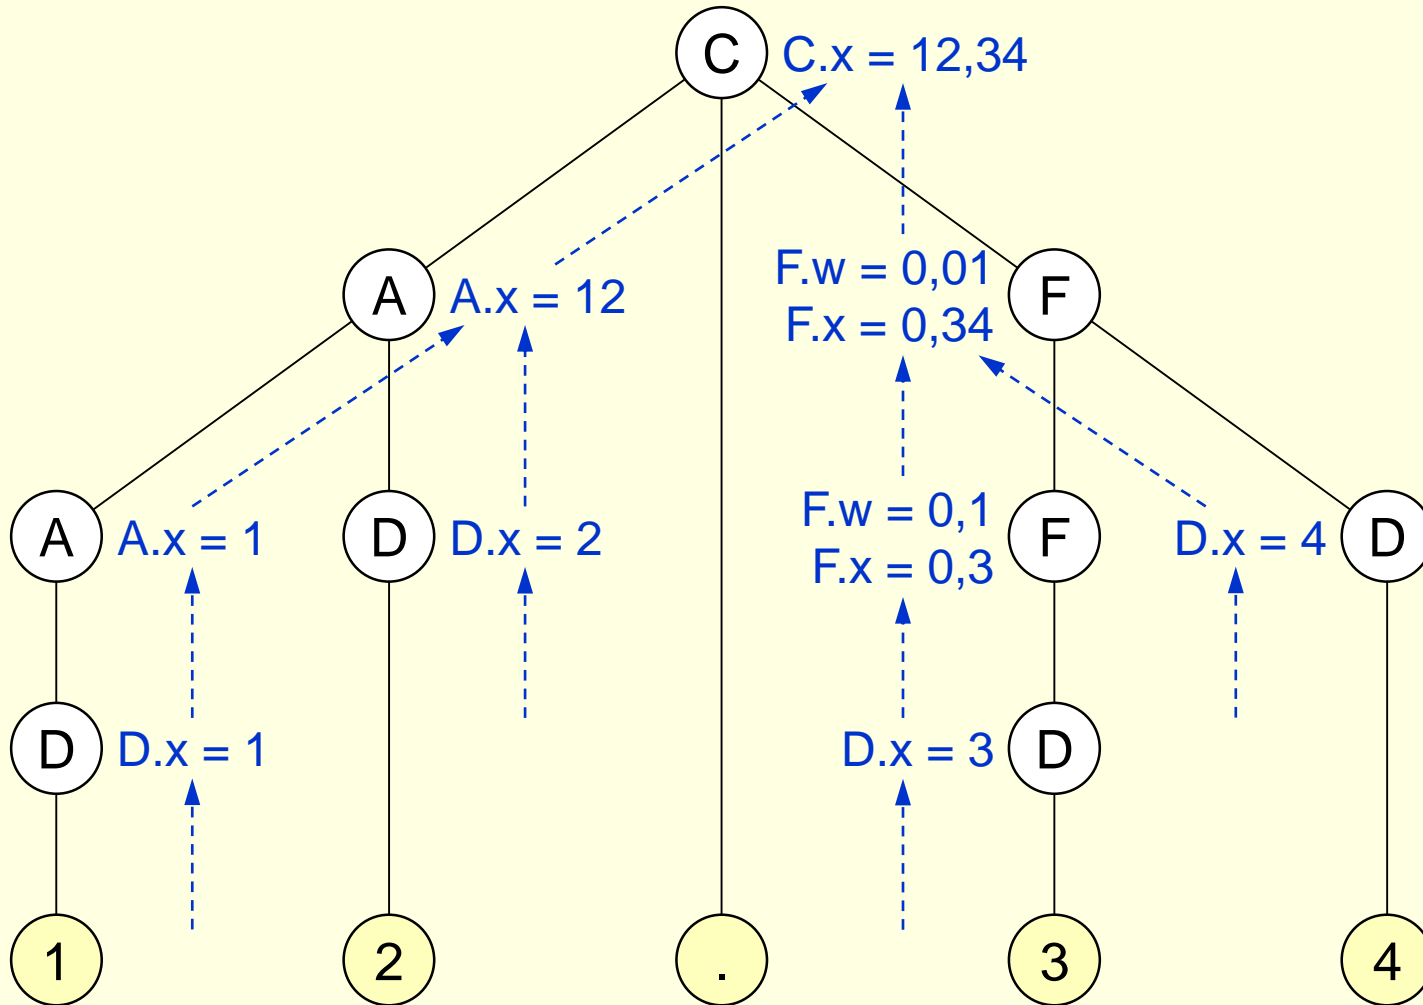 C C.x = 12,34
A A.x = 12 F.w = 0,01 F
F.x = 0,34
A A.x = 1 D D.x = 2 F.w = 0,1 F D.x = 4 D
F.x = 0,3
D D.x = 1 D.x = 3 D
1 2 . 3 4